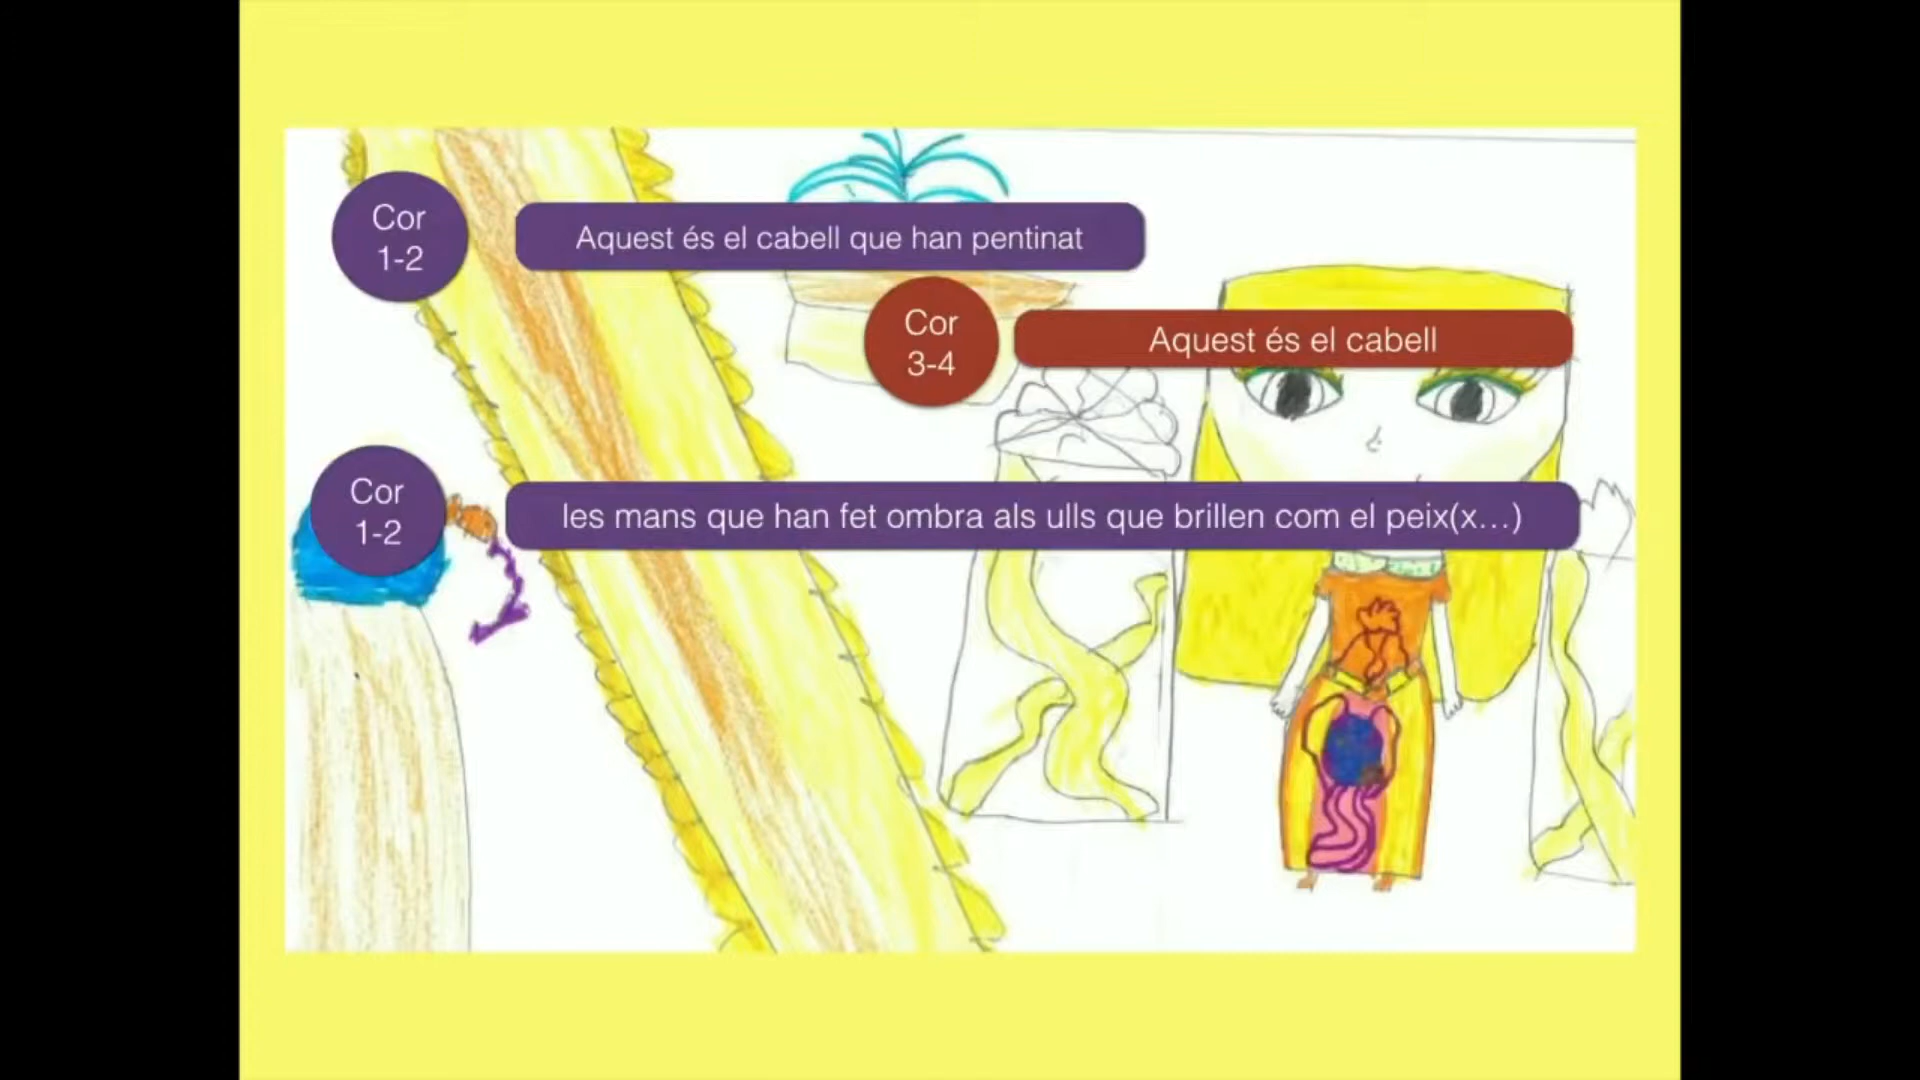 Cor
1-2
Aquest és el cabell que han pentinat
Cor
3-4
Aquest és el cabell
Cor
1-2
les mans que han fet ombra als ulls que brillen com el peix(x...)